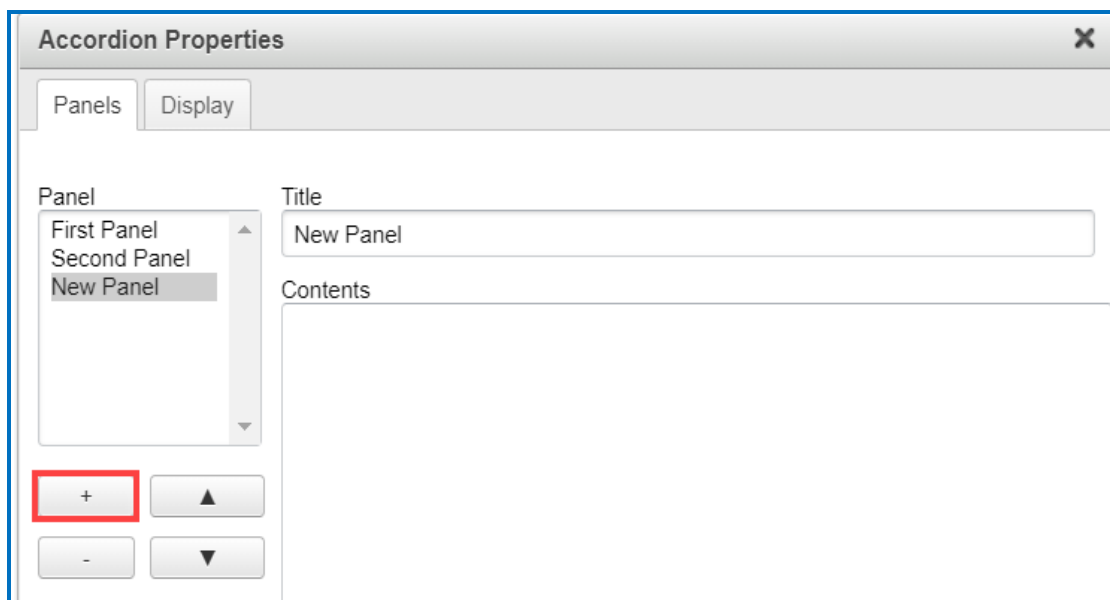 Accordion Properties
Panels
Display
Panel
Title
First Panel
Second Panel
New Panel
New Panel
Contents
+
-